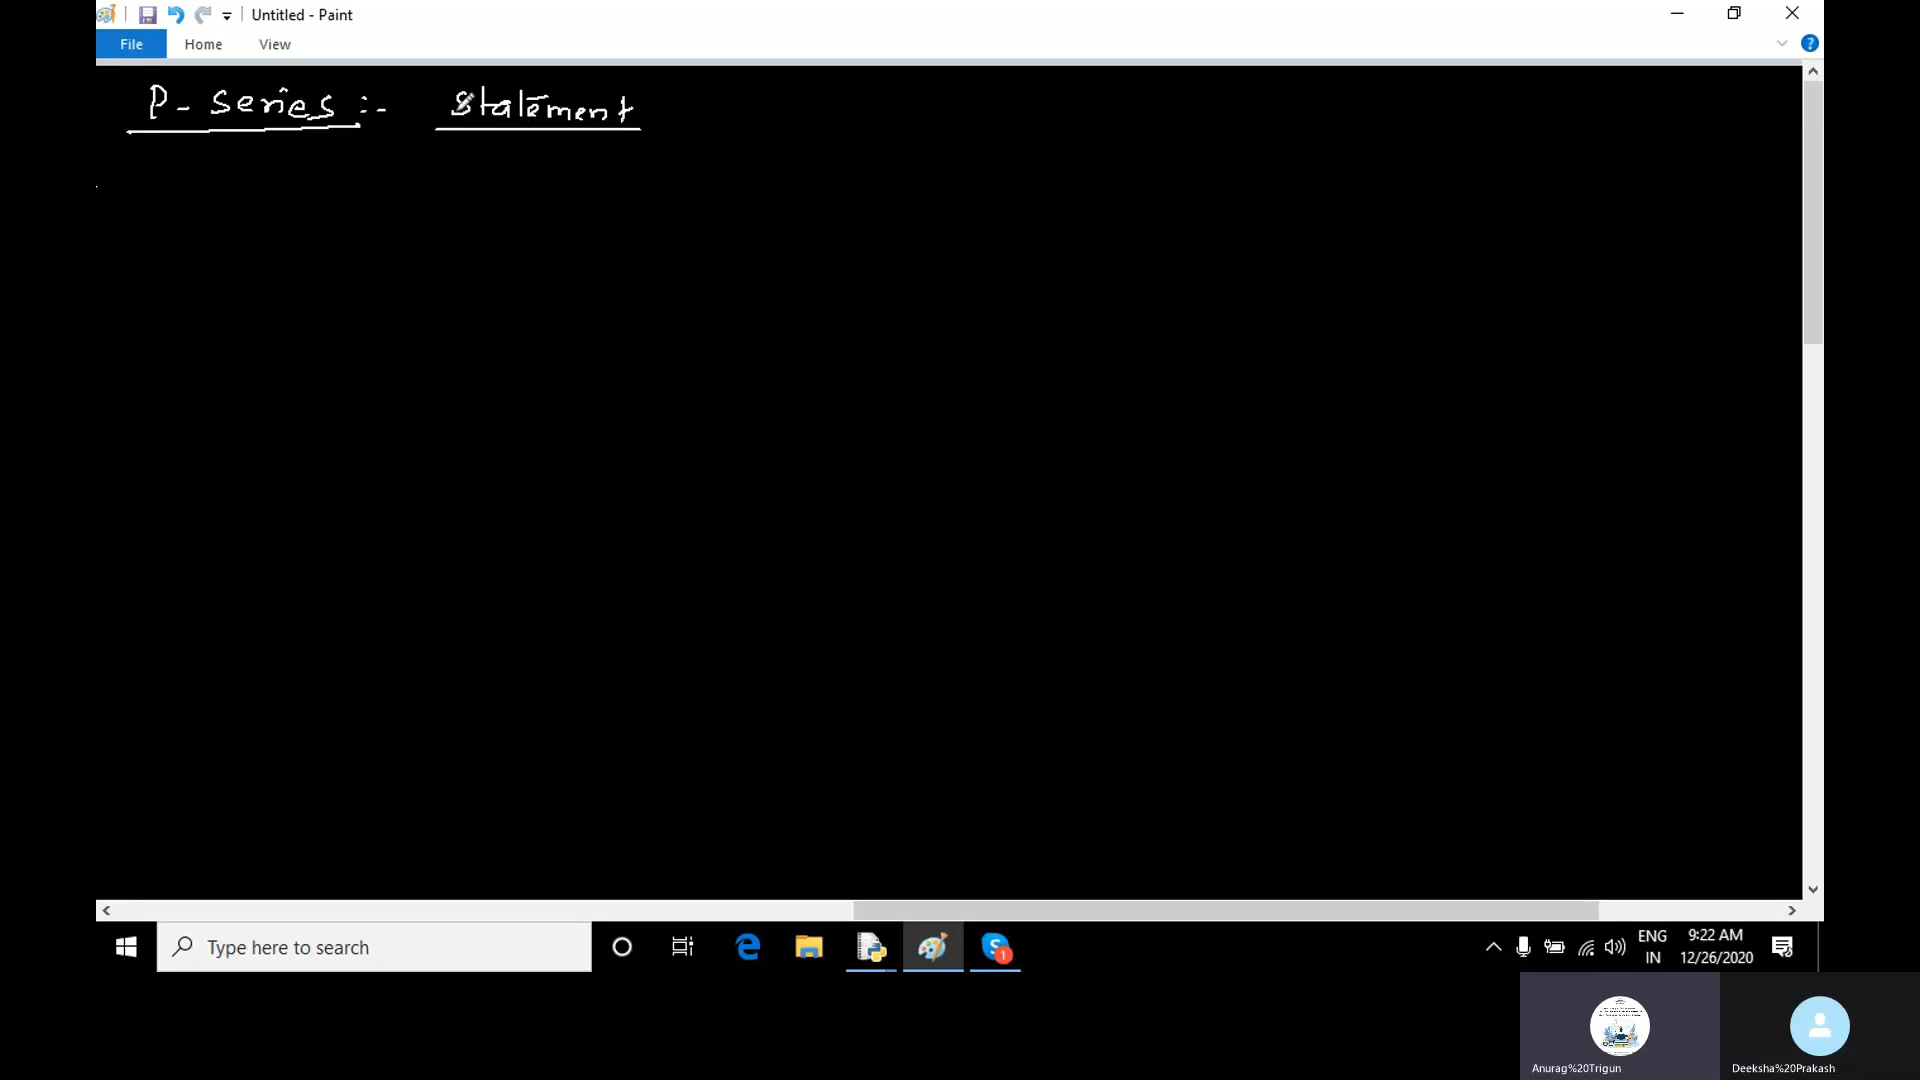 Untitled - Paint
File Home View
P - Series :- Statement
Type here to search
1
ENG
IN
9:22 AM
12/26/2020
Anurag%20Trigun
Deeksha%20Prakash